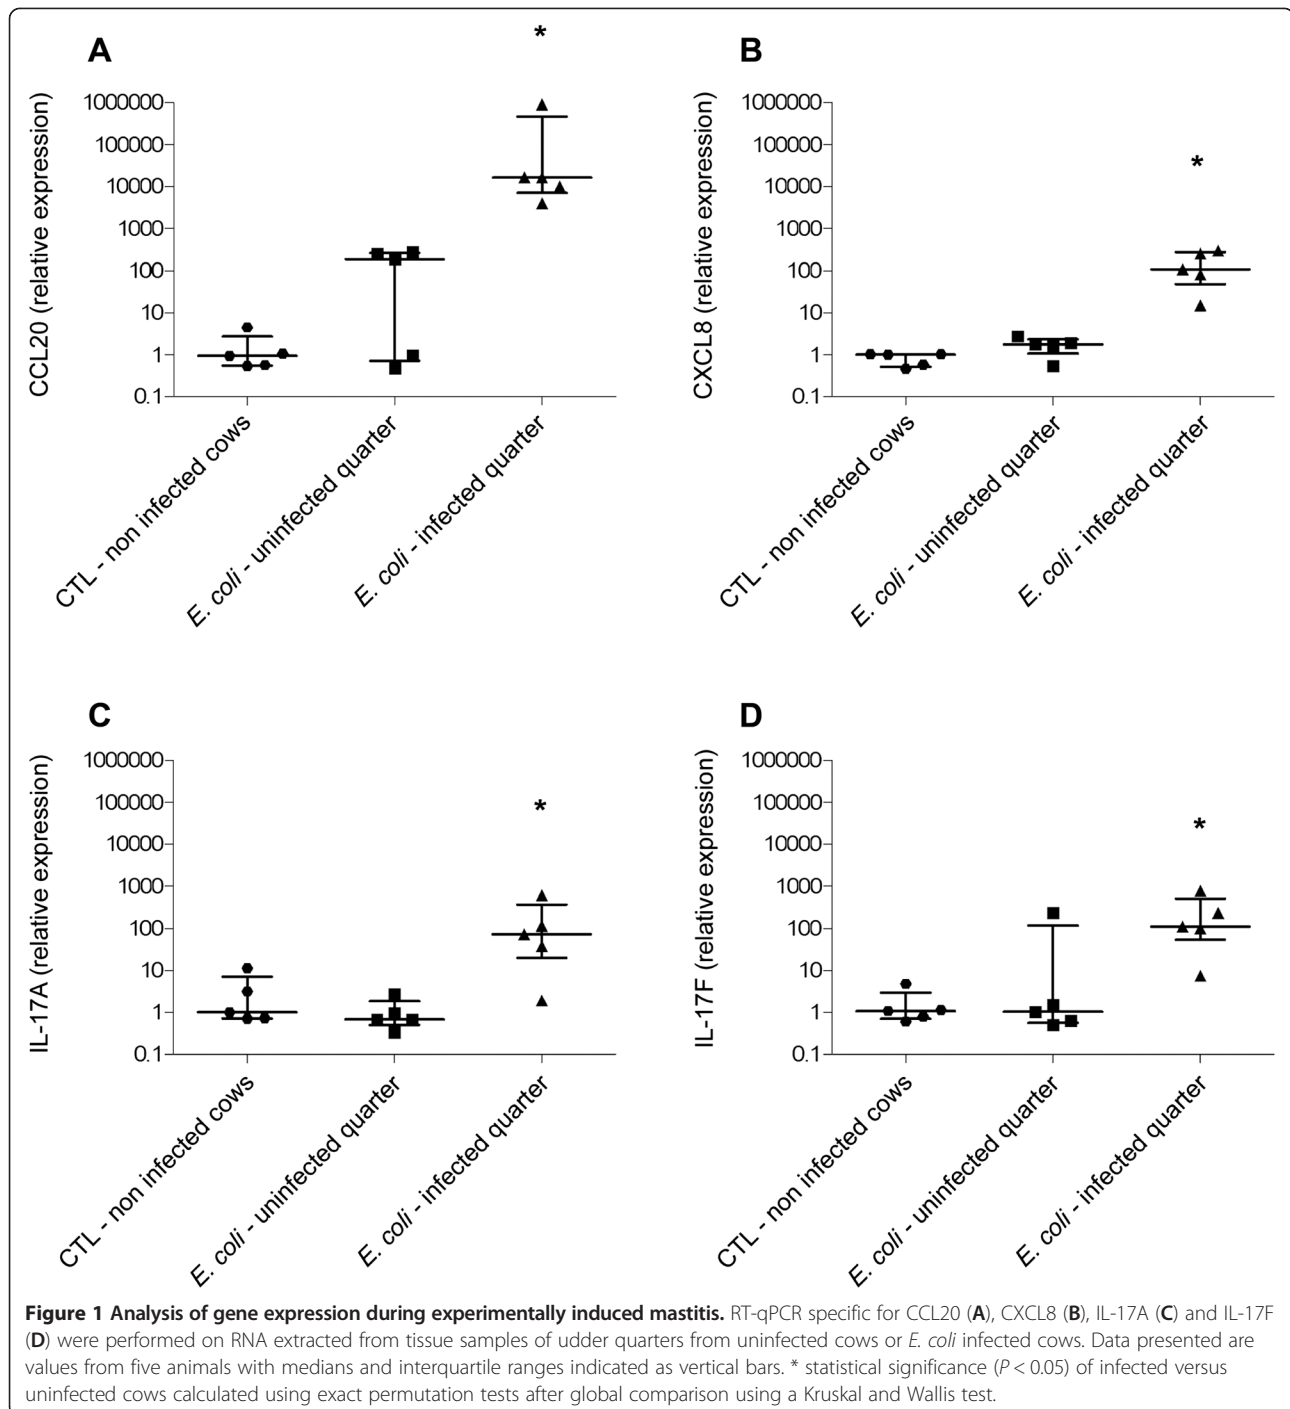 A
*
CCL20 (relative expression)
1000000
100000
10000
1000
100
10
1
0.1
CTL - non infected cows
E. coli - uninfected quarter
E. coli - infected quarter
B
*
CXCL8 (relative expression)
1000000
100000
10000
1000
100
10
1
0.1
CTL - non infected cows
E. coli - uninfected quarter
E. coli - infected quarter
C
*
IL-17A (relative expression)
1000000
100000
10000
1000
100
10
1
0.1
CTL - non infected cows
E. coli - uninfected quarter
E. coli - infected quarter
D
*
IL-17F (relative expression)
1000000
100000
10000
1000
100
10
1
0.1
CTL - non infected cows
E. coli - uninfected quarter
E. coli - infected quarter
Figure 1 Analysis of gene expression during experimentally induced mastitis. RT-qPCR specific for CCL20 (A), CXCL8 (B), IL-17A (C) and IL-17F
(D) were performed on RNA extracted from tissue samples of udder quarters from uninfected cows or E. coli infected cows. Data presented are
values from five animals with medians and interquartile ranges indicated as vertical bars. * statistical significance (P < 0.05) of infected versus
uninfected cows calculated using exact permutation tests after global comparison using a Kruskal and Wallis test.